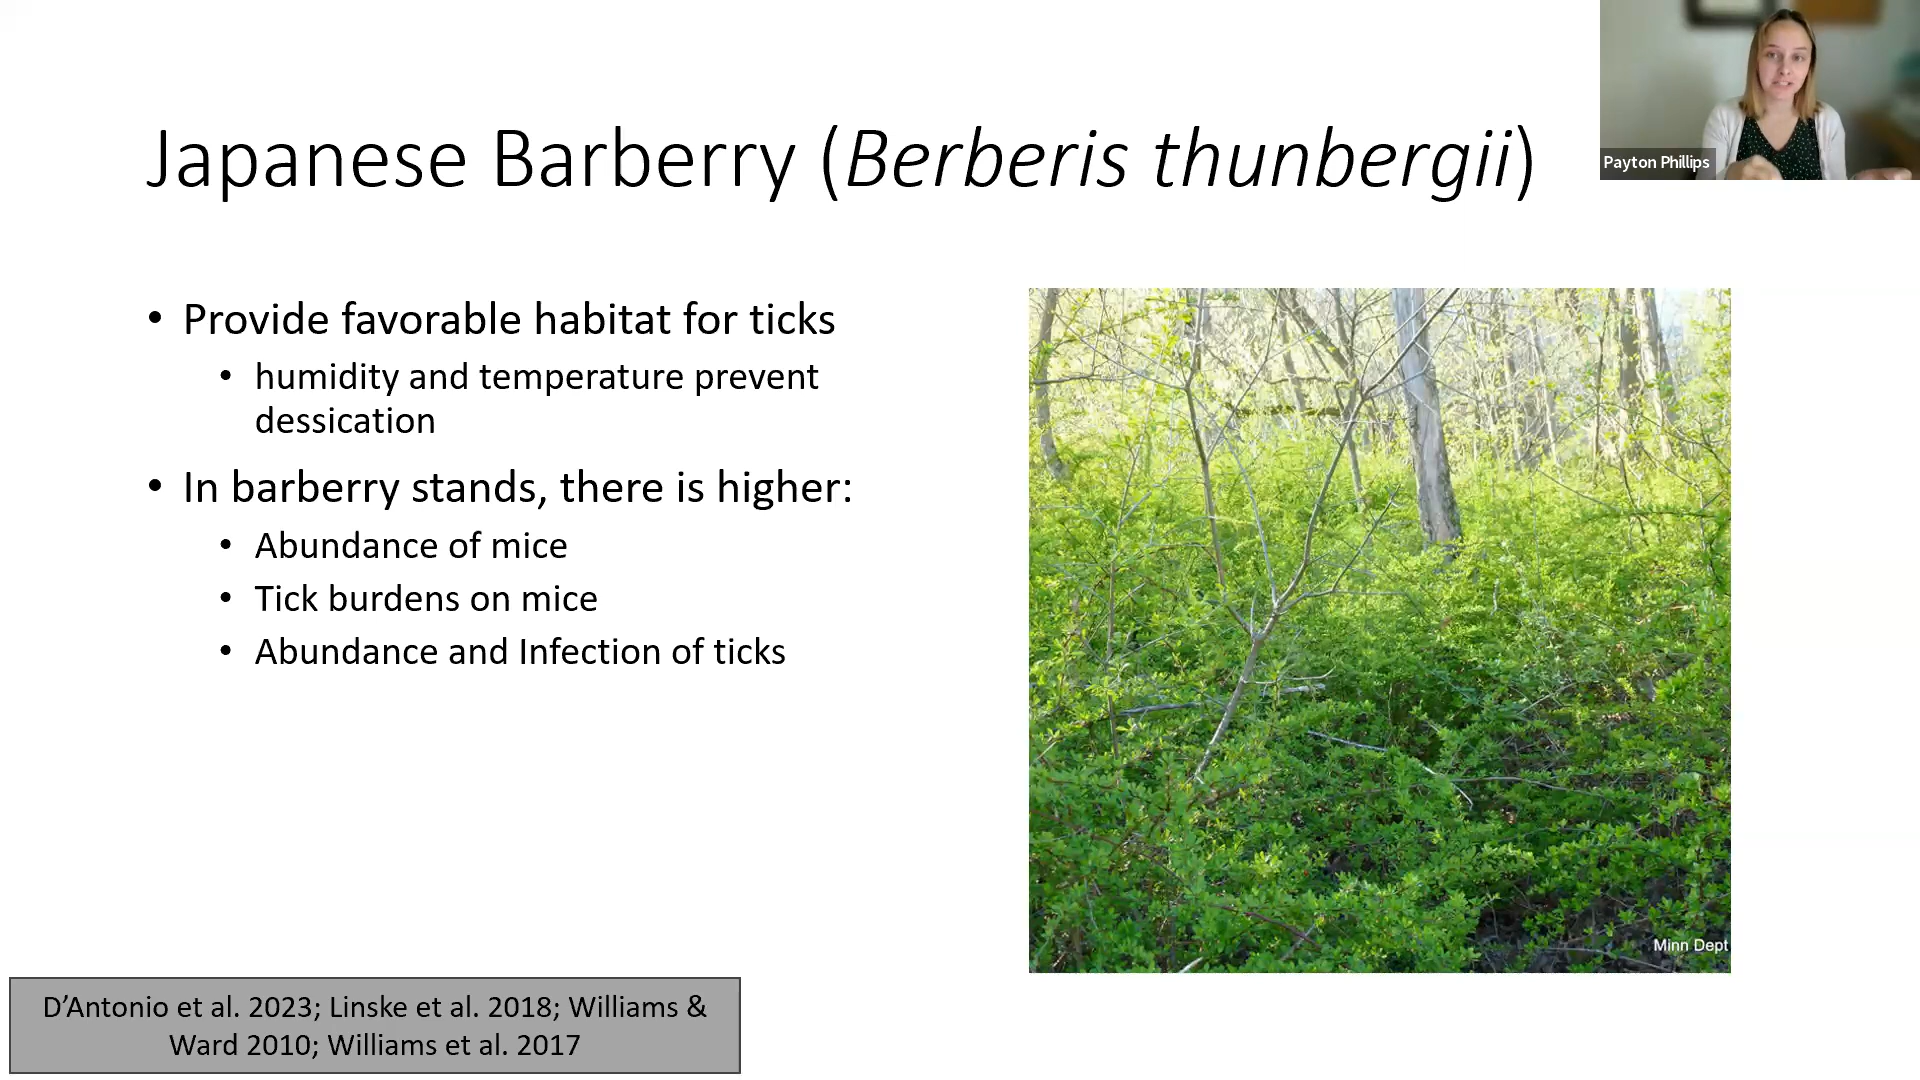 Japanese Barberry (Berberis thunbergii)
Payton Phillips
• Provide favorable habitat for ticks
• humidity and temperature prevent
dessication
• In barberry stands, there is higher:
• Abundance of mice
• Tick burdens on mice
• Abundance and Infection of ticks
Minn Dept
D’Antonio et al. 2023; Linske et al. 2018; Williams &
Ward 2010; Williams et al. 2017